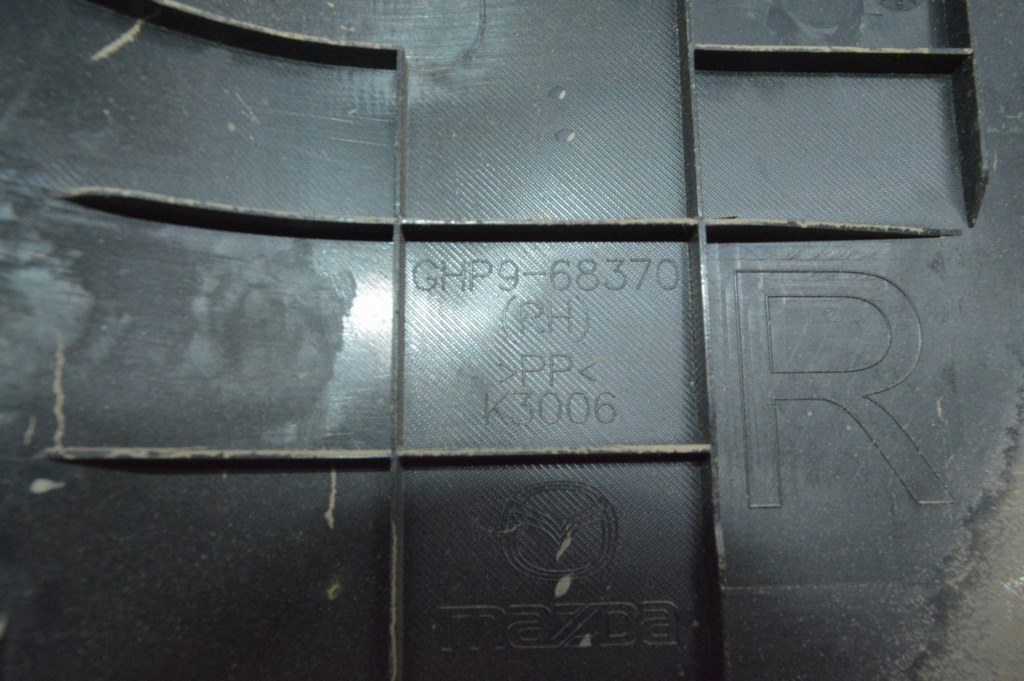 GHP9-68370
(RH)
>PP<
K3006
R
mazda